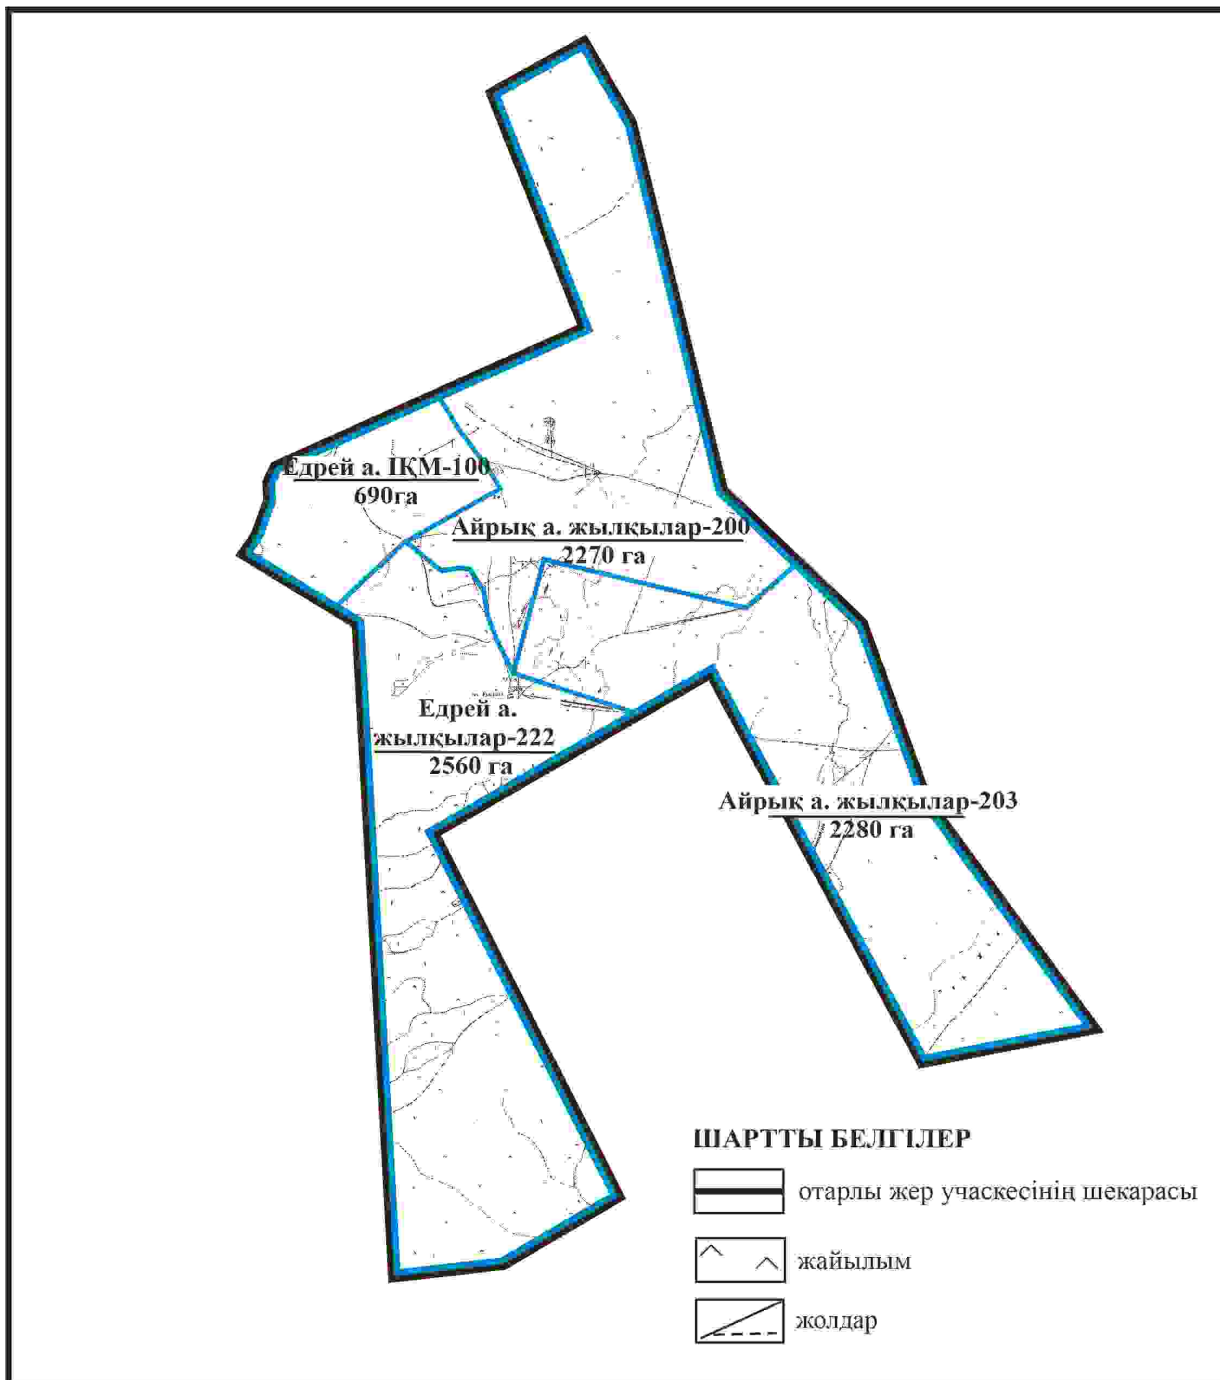 Едрей а. ІҚМ-100
690га
Айрық а. жылқылар-200
2270 га
Едрей а.
жылқылар-222
2560 га
Айрық а. жылқылар-203
2280 га
ШАРТТЫ БЕЛГІЛЕР
отарлы жер учаскесінің шекарасы
жайылым
жолдар